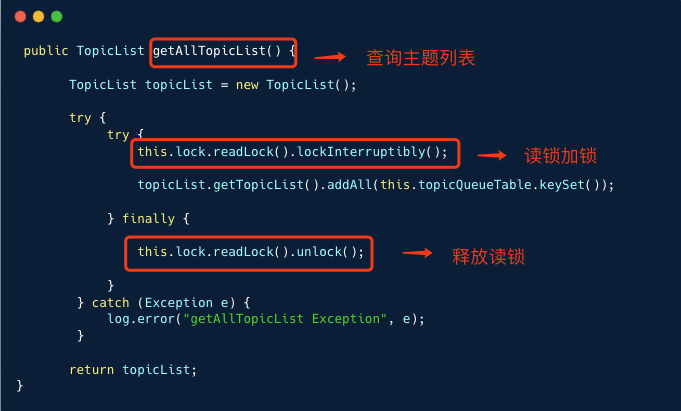 public TopicList getAllTopicList() { 查询主题列表
TopicList topicList = new TopicList();
try {
try {
this.lock.readLock().lockInterruptibly(); 读锁加锁
topicList.getTopicList().addAll(this.topicQueueTable.keySet());
} finally {
this.lock.readLock().unlock(); 释放读锁
}
} catch (Exception e) {
log.error("getAllTopicList Exception", e);
}
return topicList;
}